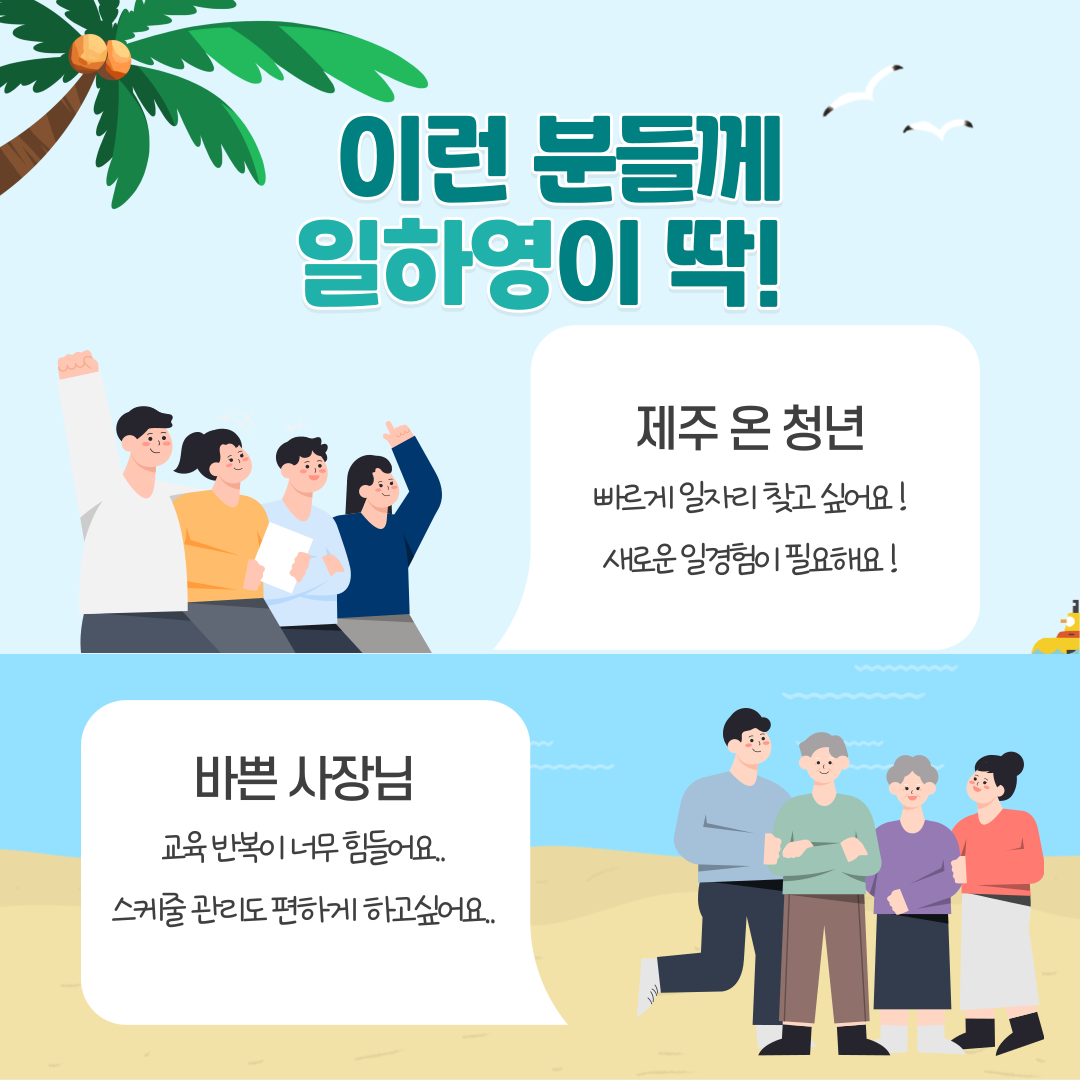 이런 분들께
일하영이 딱!
제주 온 청년
빠르게 일자리 찾고 싶어요 !
새로운 일경험이 필요해요 !
바쁜 사장님
교육 반복이 너무 힘들어요..
스케줄 관리도 편하게 하고싶어요..